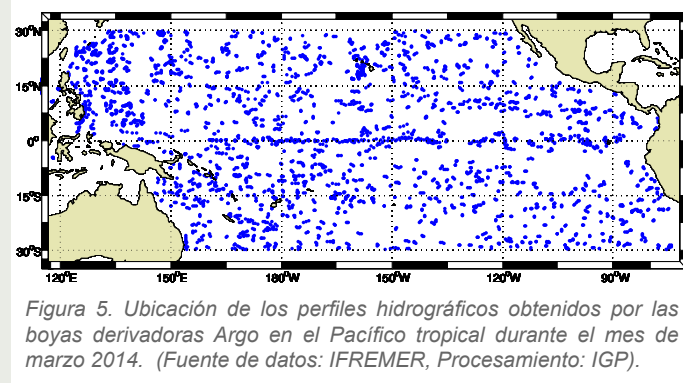 30°N
15°N
0°
15°S
30°S
120°E 150°E 180°W 150°W 120°W 90°W
Figura 5. Ubicación de los perfiles hidrográficos obtenidos por las
boyas derivadoras Argo en el Pacífico tropical durante el mes de
marzo 2014. (Fuente de datos: IFREMER, Procesamiento: IGP).